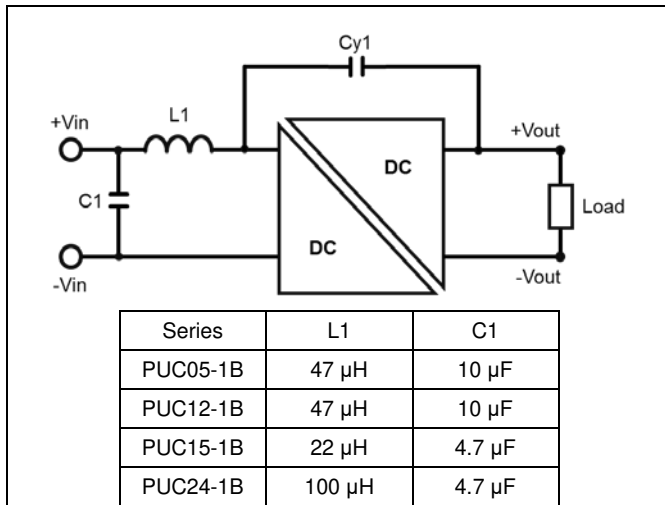 Cy1
L1
+Vin
+Vout
DC
C1
Load
DC
-Vin
-Vout
Series L1 C1
PUC05-1B 47 µH 10 µF
PUC12-1B 47 µH 10 µF
PUC15-1B 22 µH 4.7 µF
PUC24-1B 100 µH 4.7 µF